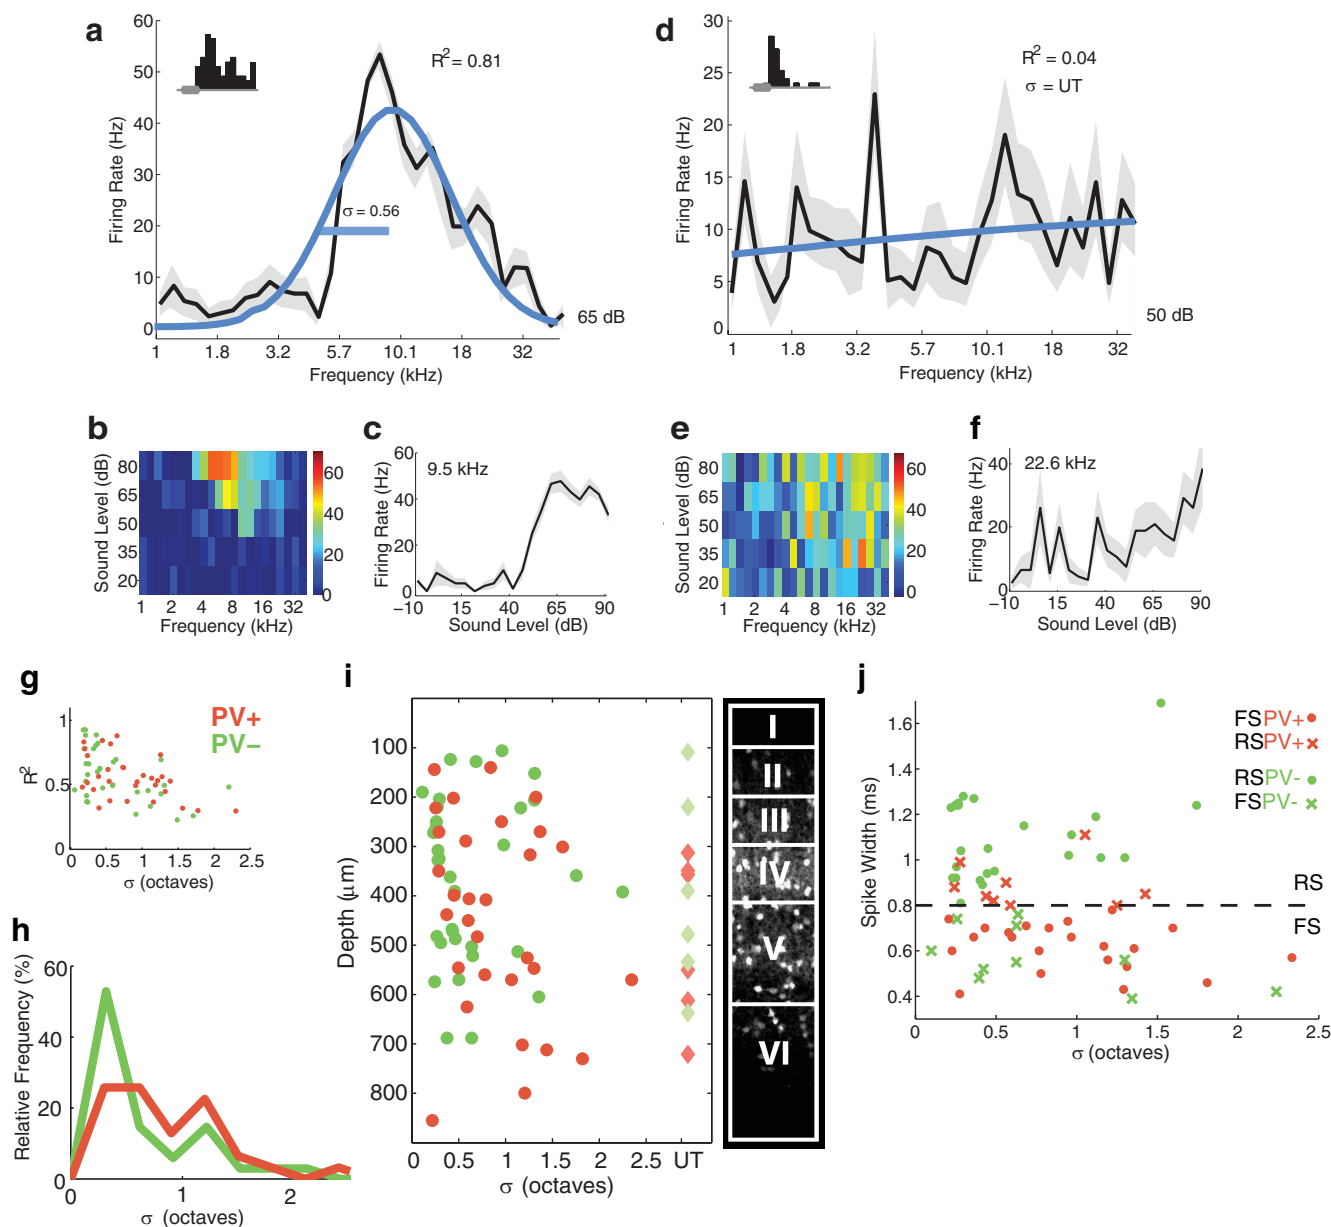 a
60
50
40
30
20
10
0
Firing Rate (Hz)
R² = 0.81
σ = 0.56
65 dB
1 1.8 3.2 5.7 10.1 18 32
Frequency (kHz)
d
30
25
20
15
10
5
0
Firing Rate (Hz)
R² = 0.04
σ = UT
50 dB
1 1.8 3.2 5.7 10.1 18 32
Frequency (kHz)
b
80
65
50
35
20
Sound Level (dB)
1 2 4 8 16 32
Frequency (kHz)
60
40
20
0
c
60
40
20
0
Firing Rate (Hz)
9.5 kHz
−10 15 40 65 90
Sound Level (dB)
e
80
65
50
35
20
Sound Level (dB)
1 2 4 8 16 32
Frequency (kHz)
60
40
20
0
f
40
20
0
Firing Rate (Hz)
22.6 kHz
−10 15 40 65 90
Sound Level (dB)
g
1
0.5
0
R²
PV+
PV−
0 0.5 1 1.5 2 2.5
σ (octaves)
h
60
40
20
0
Relative Frequency (%)
0 1 2
σ (octaves)
i
100
200
300
400
500
600
700
800
Depth (μm)
0 0.5 1 1.5 2 2.5 UT
σ (octaves)
I
II
III
IV
V
VI
j
1.6
1.4
1.2
1
0.8
0.6
0.4
Spike Width (ms)
FSPV+
RSPV+
RSPV-
FSPV-
RS
FS
0 0.5 1 1.5 2 2.5
σ (octaves)